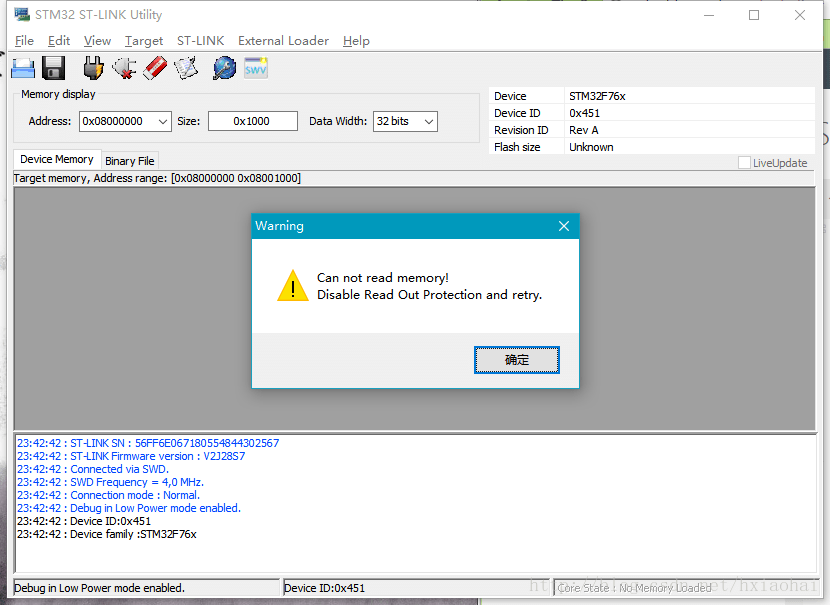 STM32 ST-LINK Utility
File Edit View Target ST-LINK External Loader Help
SWV
Memory display
Address: 0x08000000 Size: 0x1000 Data Width: 32 bits
Device STM32F76x
Device ID 0x451
Revision ID Rev A
Flash size Unknown
LiveUpdate
Device Memory Binary File
Target memory, Address range: [0x08000000 0x08001000]
Warning
Can not read memory!
Disable Read Out Protection and retry.
确定
23:42:42 : ST-LINK SN : 56FF6E067180554844302567
23:42:42 : ST-LINK Firmware version : V2J28S7
23:42:42 : Connected via SWD.
23:42:42 : SWD Frequency = 4,0 MHz.
23:42:42 : Connection mode : Normal.
23:42:42 : Debug in Low Power mode enabled.
23:42:42 : Device ID:0x451
23:42:42 : Device family :STM32F76x
Debug in Low Power mode enabled. Device ID:0x451 Core State : No Memory Loaded
http://blog.csdn.net/hxiaohai